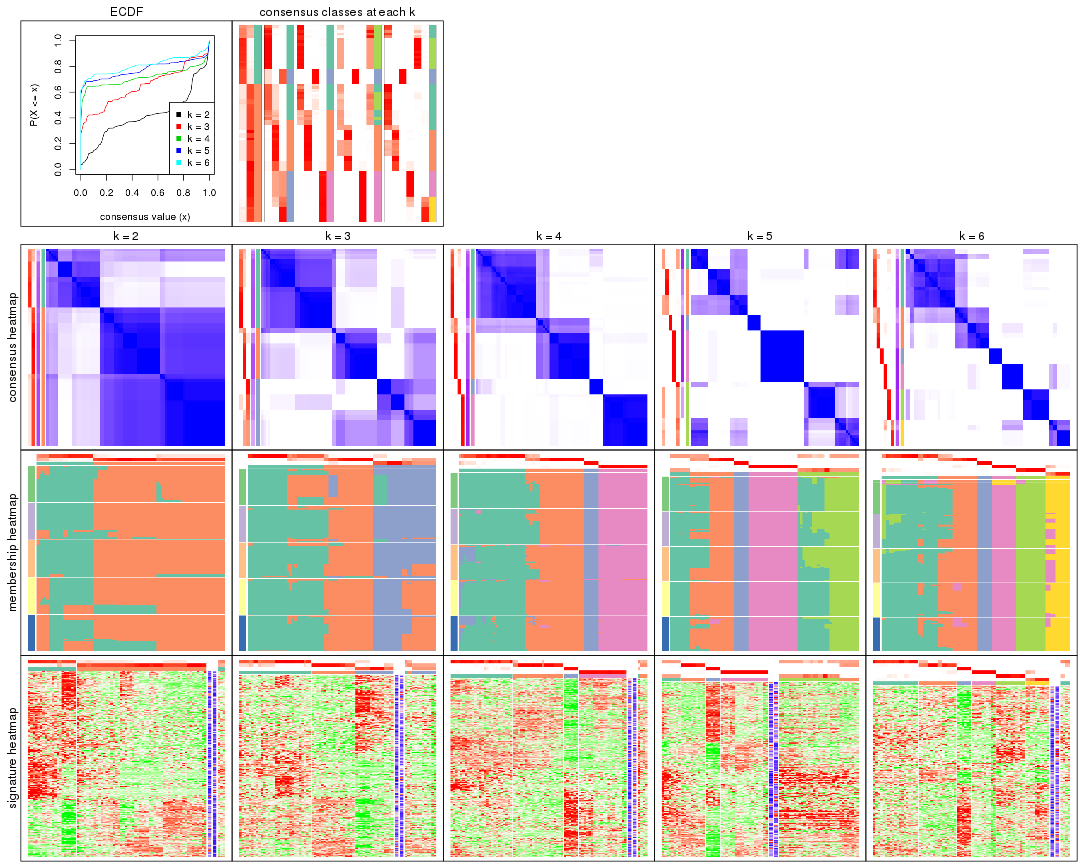 ECDF
consensus classes at each k
P(X <= x)
1.0
0.8
0.6
0.4
0.2
0.0
k = 2
k = 3
k = 4
k = 5
k = 6
0.0 0.2 0.4 0.6 0.8 1.0
consensus value (x)
k = 2
k = 3
k = 4
k = 5
k = 6
consensus heatmap
membership heatmap
signature heatmap